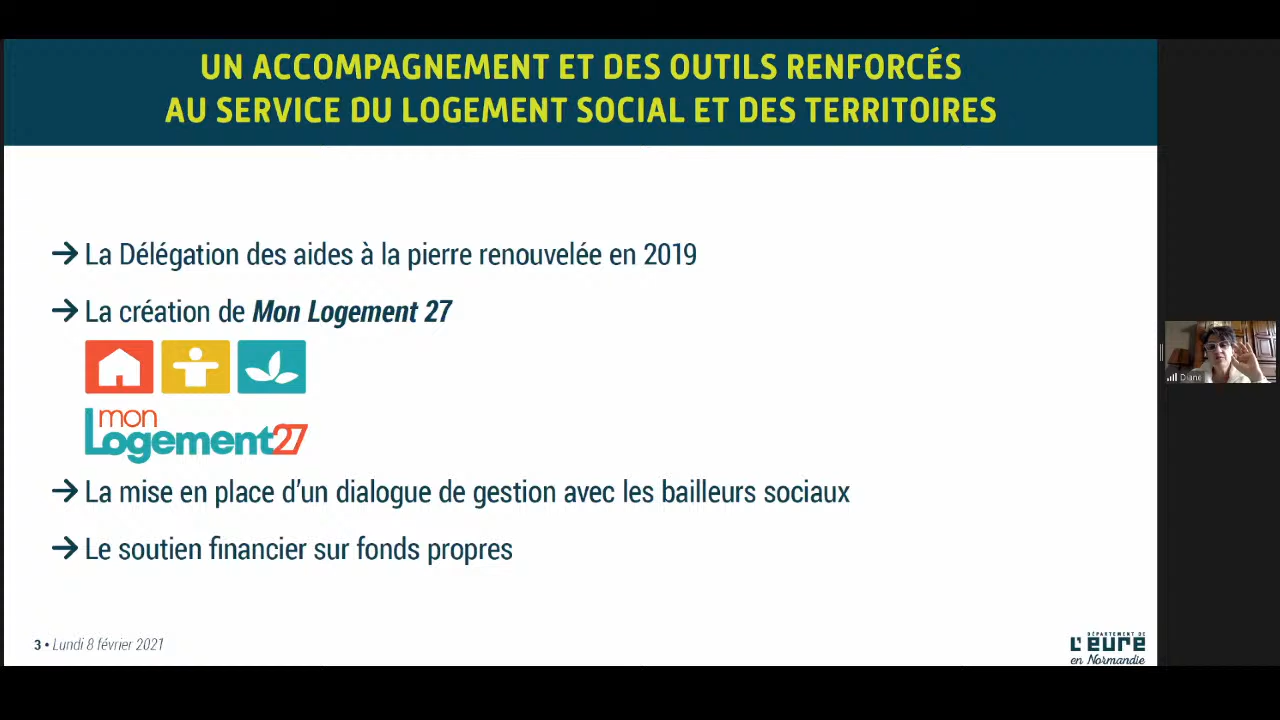 UN ACCOMPAGNEMENT ET DES OUTILS RENFORCÉS
AU SERVICE DU LOGEMENT SOCIAL ET DES TERRITOIRES
→ La Délégation des aides à la pierre renouvelée en 2019
→ La création de Mon Logement 27
mon
Logement27
→ La mise en place d'un dialogue de gestion avec les bailleurs sociaux
→ Le soutien financier sur fonds propres
3 • Lundi 8 février 2021
DÉPARTEMENT DE
L'EURE
en Normandie
Diane